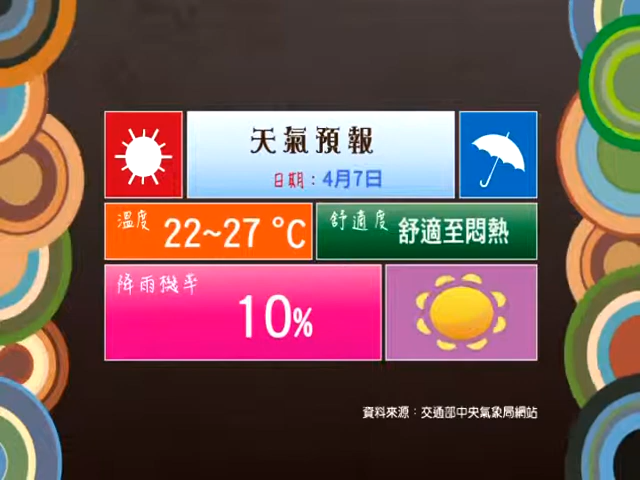 天氣預報
日期：4月7日
溫度 22~27 °C
舒適度 舒適至悶熱
降雨機率
10%
資料來源：交通部中央氣象局網站